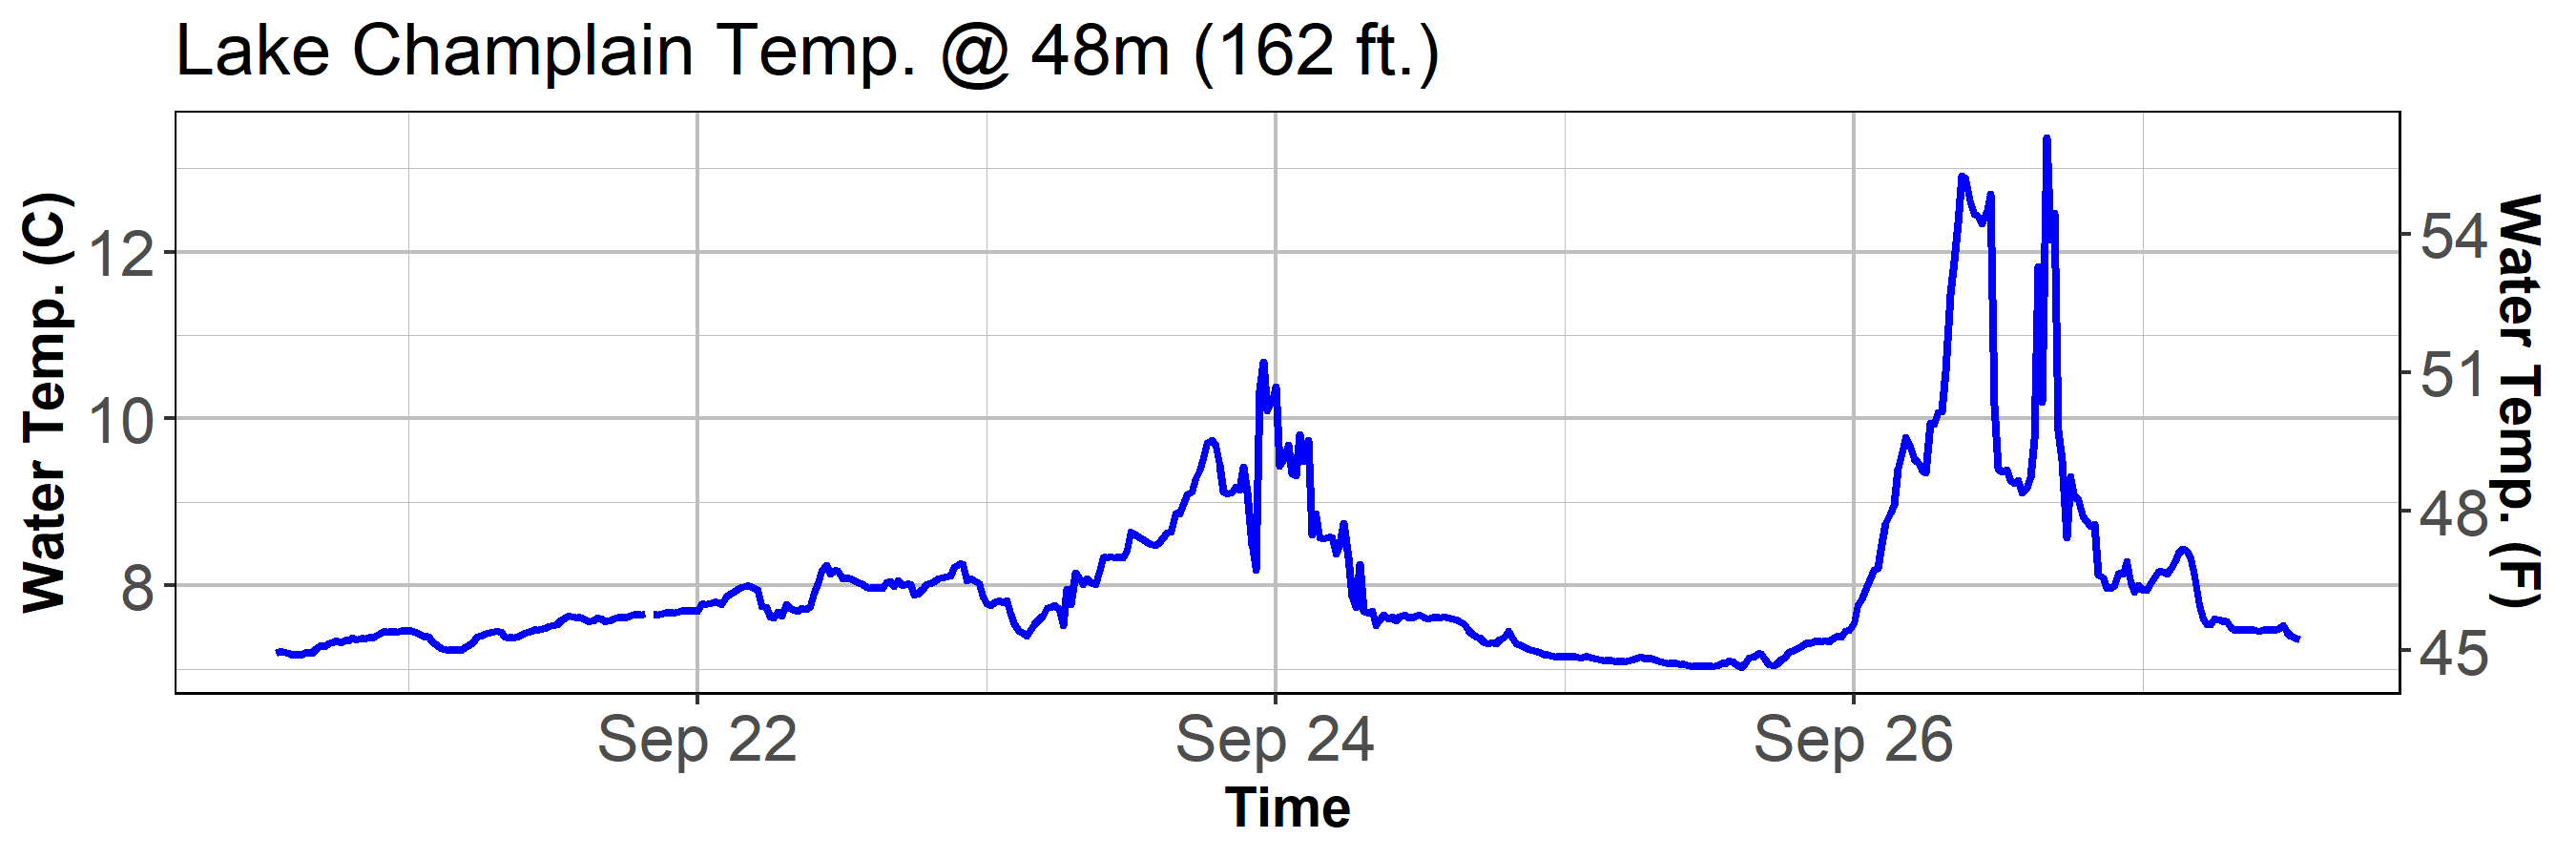 Lake Champlain Temp. @ 48m (162 ft.)
Water Temp. (C)
12
10
8
54
51
48
45
Water Temp. (F)
Sep 22
Sep 24
Sep 26
Time